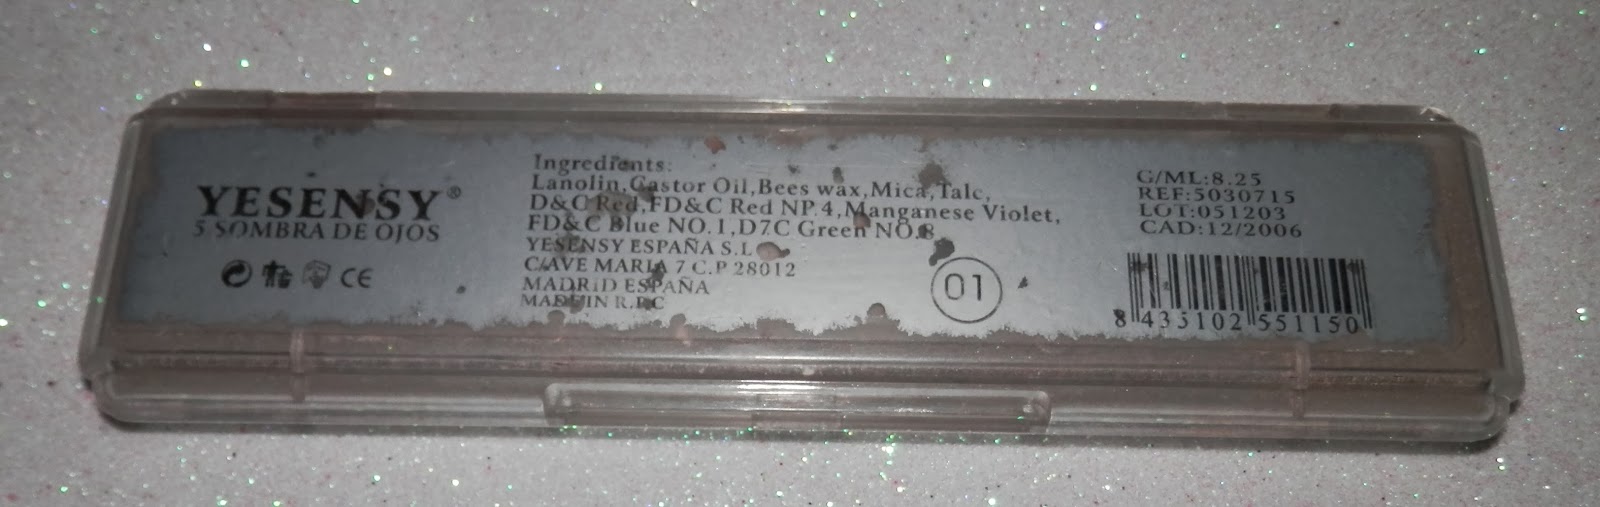 YESENSY®
5 SOMBRA DE OJOS
CE
Ingredients:
Lanolin,Castor Oil,Bees wax,Mica,Talc,
D&C Red,FD&C Red NP.4,Manganese Violet,
FD&C Blue NO.1,D7C Green NO.8
YESENSY ESPAÑA S.L
C/AVE MARIA 7 C.P 28012
MADRID ESPAÑA
MADE IN R.P.C
01
G/ML:8.25
REF:5030715
LOT:051203
CAD:12/2006
8 435102 551150